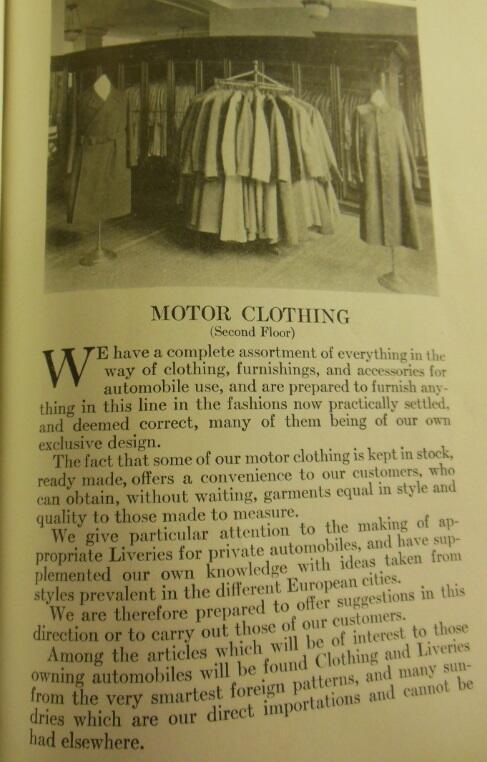 MOTOR CLOTHING
(Second Floor)
WE have a complete assortment of everything in the
way of clothing, furnishings, and accessories for
automobile use, and are prepared to furnish any-
thing in this line in the fashions now practically settled,
and deemed correct, many of them being of our own
exclusive design.
The fact that some of our motor clothing is kept in stock,
ready made, offers a convenience to our customers, who
can obtain, without waiting, garments equal in style and
quality to those made to measure.
We give particular attention to the making of ap-
propriate Liveries for private automobiles, and have sup-
plemented our own knowledge with ideas taken from
styles prevalent in the different European cities.
We are therefore prepared to offer suggestions in this
direction or to carry out those of our customers.
Among the articles which will be of interest to those
owning automobiles will be found Clothing and Liveries
from the very smartest foreign patterns, and many sun-
dries which are our direct importations and cannot be
had elsewhere.